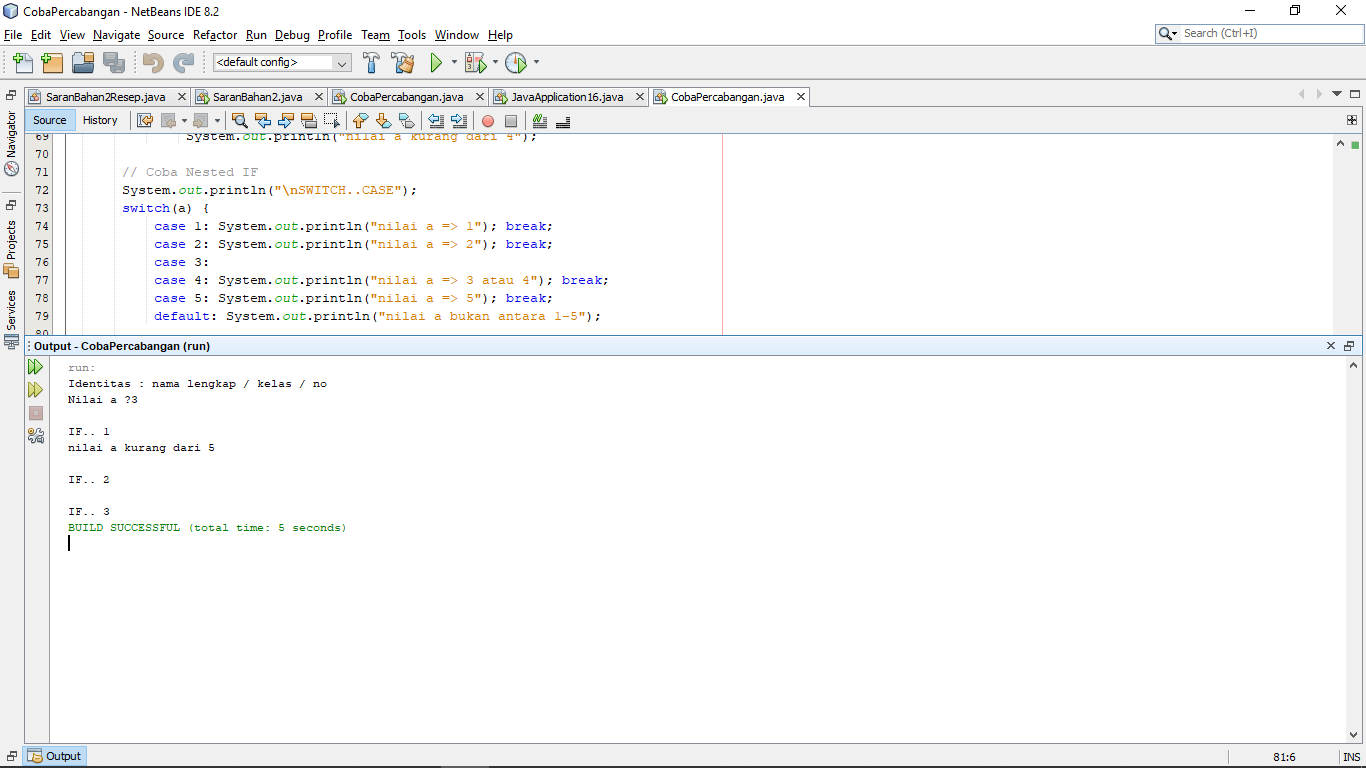 CobaPercabangan - NetBeans IDE 8.2
File Edit View Navigate Source Refactor Run Debug Profile Team Tools Window Help
Search (Ctrl+I)
<default config>
SaranBahan2Resep.java
SaranBahan2.java
CobaPercabangan.java
JavaApplication16.java
CobaPercabangan.java
Navigator
Projects
Services
Source History
69 System.out.println("nilai a kurang dari 4");
70
71 // Coba Nested IF
72 System.out.println("\nSWITCH..CASE");
73 switch(a) {
74 case 1: System.out.println("nilai a => 1"); break;
75 case 2: System.out.println("nilai a => 2"); break;
76 case 3:
77 case 4: System.out.println("nilai a => 3 atau 4"); break;
78 case 5: System.out.println("nilai a => 5"); break;
79 default: System.out.println("nilai a bukan antara 1-5");
80
Output - CobaPercabangan (run)
run:
Identitas : nama lengkap / kelas / no
Nilai a ?3
IF.. 1
nilai a kurang dari 5
IF.. 2
IF.. 3
BUILD SUCCESSFUL (total time: 5 seconds)
Output
81:6
INS